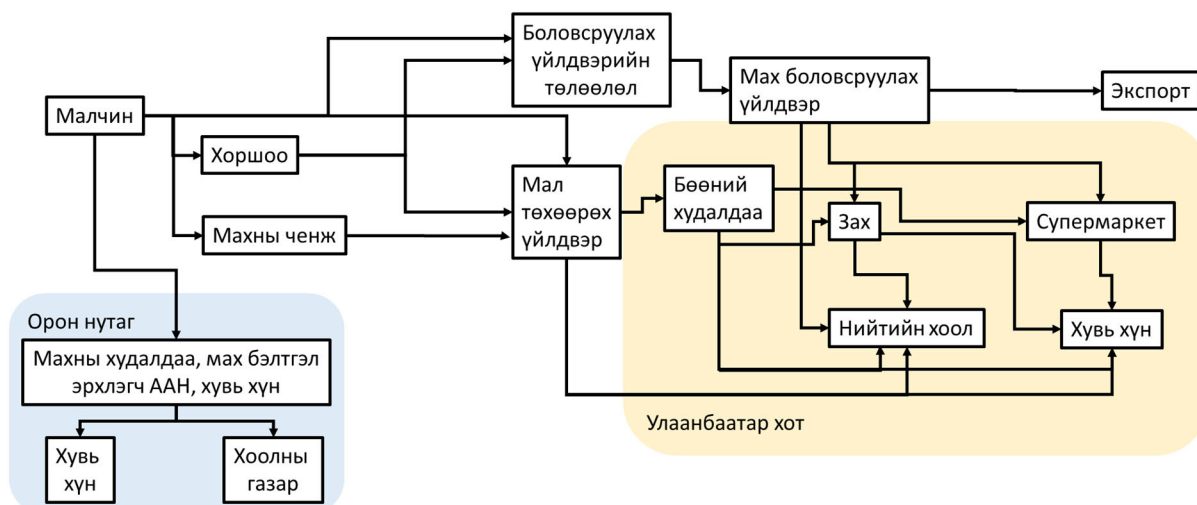 Боловсруулах
үйлдвэрийн
төлөөлөл
Мах боловсруулах
үйлдвэр
Экспорт
Малчин
Хоршоо
Махны ченж
Мал
төхөөрөх
үйлдвэр
Бөөний
худалдаа
Зах
Супермаркет
Нийтийн хоол
Хувь хүн
Улаанбаатар хот
Орон нутаг
Махны худалдаа, мах бэлтгэл
эрхлэгч ААН, хувь хүн
Хувь
хүн
Хоолны
газар